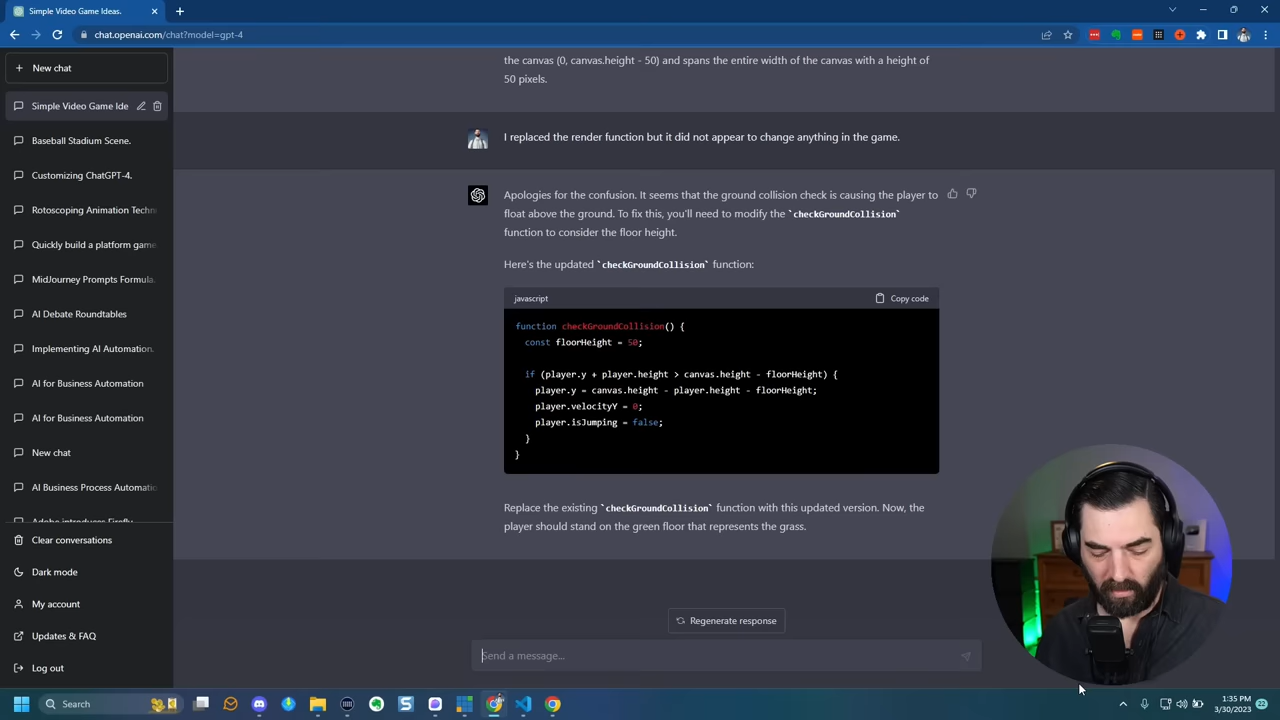 Simple Video Game Ideas.
chat.openai.com/chat?model=gpt-4
New chat
Simple Video Game Ide
Baseball Stadium Scene.
Customizing ChatGPT-4.
Rotoscoping Animation Techn
Quickly build a platform game
MidJourney Prompts Formula.
AI Debate Roundtables
Implementing AI Automation.
AI for Business Automation
AI for Business Automation
New chat
AI Business Process Automatio
Adobe introduces Firefly
Clear conversations
Dark mode
My account
Updates & FAQ
Log out
the canvas (0, canvas.height - 50) and spans the entire width of the canvas with a height of
50 pixels.
I replaced the render function but it did not appear to change anything in the game.
Apologies for the confusion. It seems that the ground collision check is causing the player to
float above the ground. To fix this, you'll need to modify the `checkGroundCollision`
function to consider the floor height.
Here's the updated `checkGroundCollision` function:
javascript
Copy code
function checkGroundCollision() {
const floorHeight = 50;
if (player.y + player.height > canvas.height - floorHeight) {
player.y = canvas.height - player.height - floorHeight;
player.velocityY = 0;
player.isJumping = false;
}
}
Replace the existing `checkGroundCollision` function with this updated version. Now, the
player should stand on the green floor that represents the grass.
Regenerate response
Send a message...
Search
1:35 PM
3/30/2023